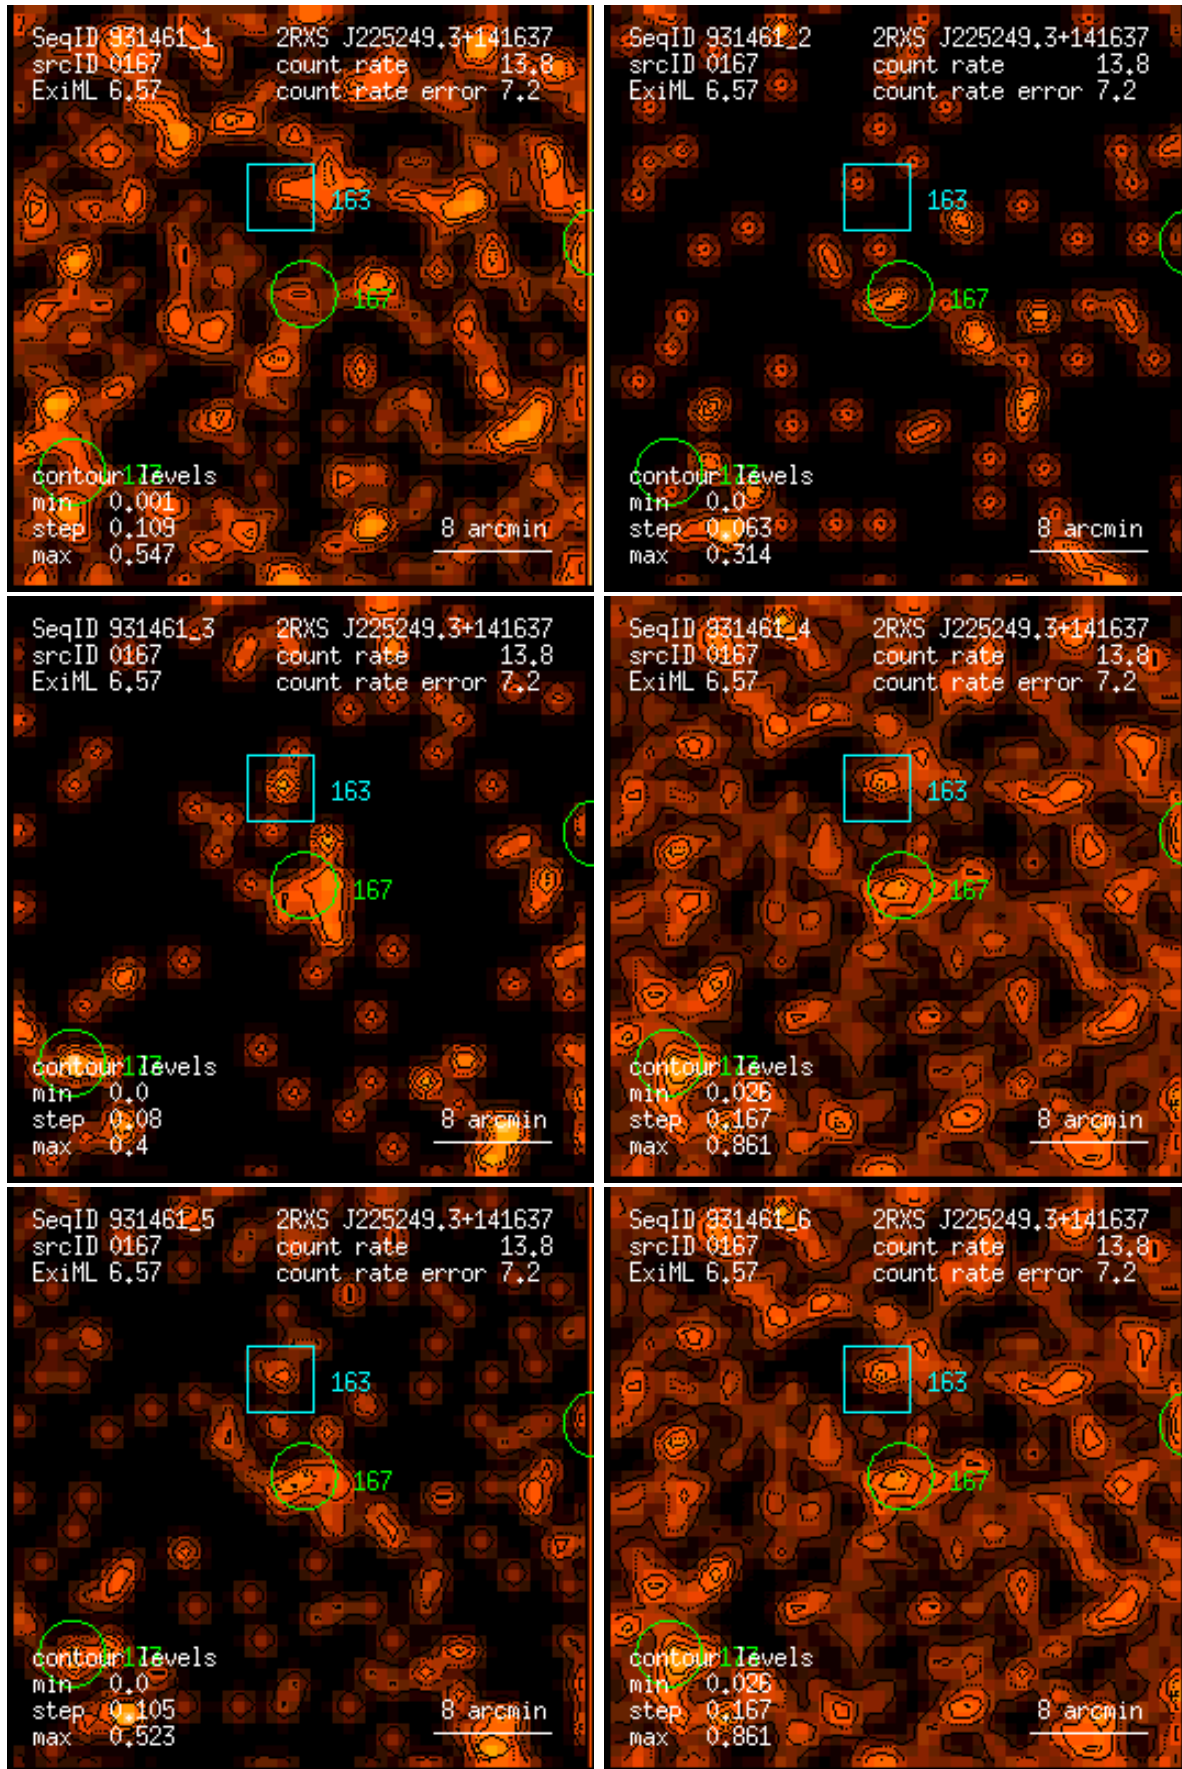 SeqID 931461_1 2RXS J225249.3+141637
srcID 0167 count rate 13.8
ExiML 6.57 count rate error 7.2
163
167
contour levels
177
min 0.001
step 0.109
max 0.547
8 arcmin
SeqID 931461_2 2RXS J225249.3+141637
srcID 0167 count rate 13.8
ExiML 6.57 count rate error 7.2
163
167
contour levels
min 0.0
step 0.063
max 0.314
8 arcmin
SeqID 931461_3 2RXS J225249.3+141637
srcID 0167 count rate 13.8
ExiML 6.57 count rate error 7.2
163
167
contour levels
min 0.0
step 0.08
max 0.4
8 arcmin
SeqID 931461_4 2RXS J225249.3+141637
srcID 0167 count rate 13.8
ExiML 6.57 count rate error 7.2
163
167
contour levels
min 0.026
step 0.167
max 0.861
8 arcmin
SeqID 931461_5 2RXS J225249.3+141637
srcID 0167 count rate 13.8
ExiML 6.57 count rate error 7.2
163
167
contour levels
min 0.0
step 0.105
max 0.523
8 arcmin
SeqID 931461_6 2RXS J225249.3+141637
srcID 0167 count rate 13.8
ExiML 6.57 count rate error 7.2
163
167
contour levels
min 0.026
step 0.167
max 0.861
8 arcmin